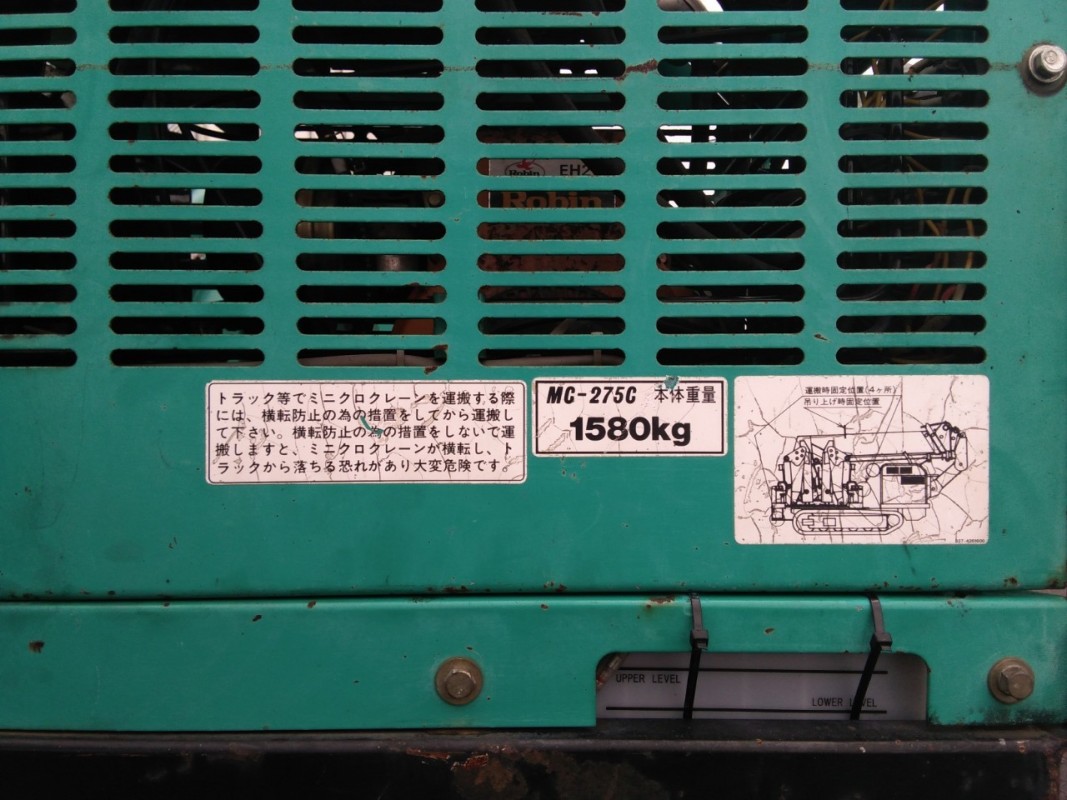 Robin EH2
Robin
トラック等でミニクロクレーンを運搬する際
には、横転防止の為の措置をしてから運搬し
て下さい。横転防止の為の措置をしないで運
搬しますと、ミニクロクレーンが横転し、ト
ラックから落ちる恐れがあり大変危険です。
MC-275C 本体重量
1580kg
運搬時固定位置(4ヶ所)
吊り上げ時固定位置
UPPER LEVEL
LOWER LEVEL